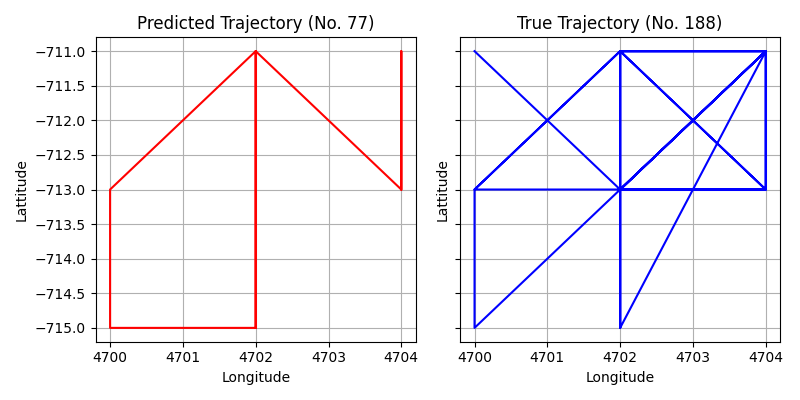 Predicted Trajectory (No. 77)
True Trajectory (No. 188)
Lattitude
−711.0
−711.5
−712.0
−712.5
−713.0
−713.5
−714.0
−714.5
−715.0
4700 4701 4702 4703 4704
Longitude
Lattitude
4700 4701 4702 4703 4704
Longitude